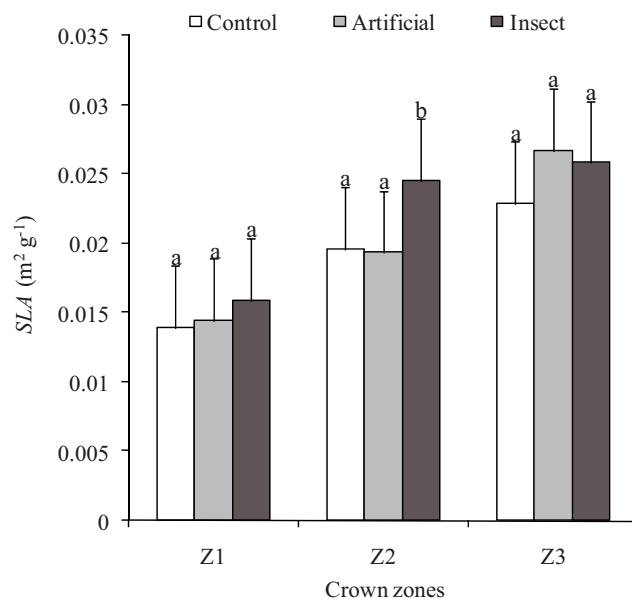 Control Artificial Insect
0.035
0.03
0.025
0.02
0.015
0.01
0.005
0
SLA (m² g⁻¹)
a a a
a a b
a a a
Z1 Z2 Z3
Crown zones